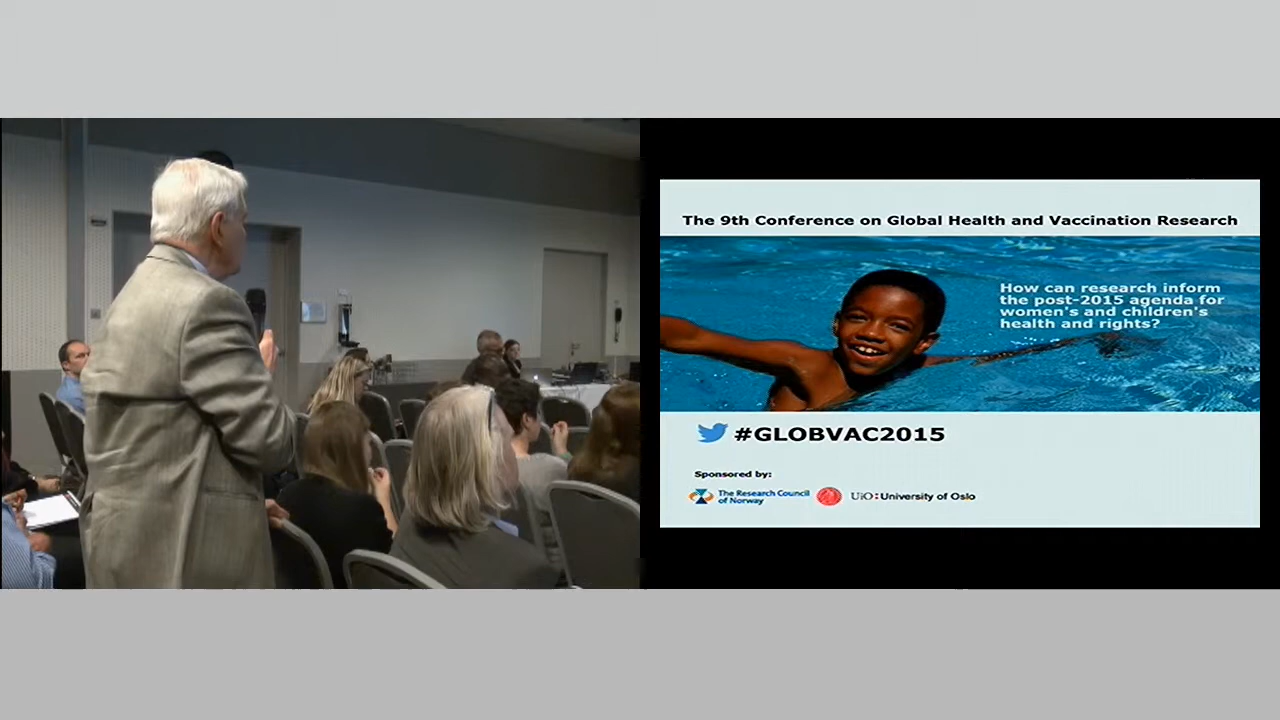 The 9th Conference on Global Health and Vaccination Research
How can research inform
the post-2015 agenda for
women's and children's
health and rights?
#GLOBVAC2015
Sponsored by:
The Research Council
of Norway
UiO: University of Oslo